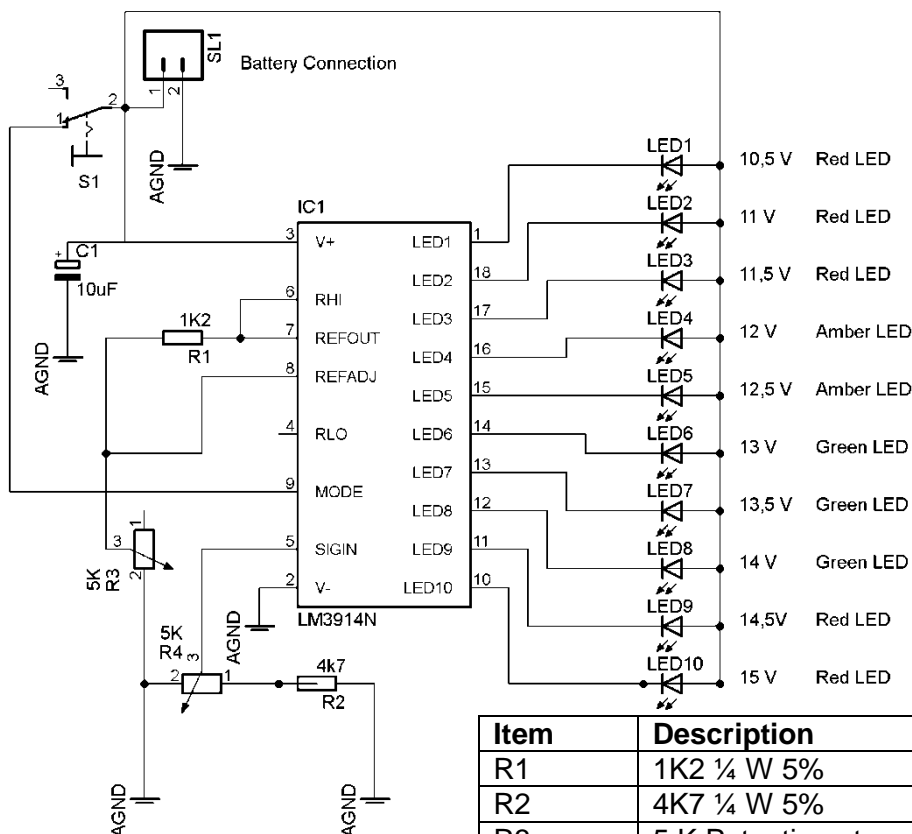 SL1
Battery Connection
3
2
1
1 2
S1
AGND
IC1
3 V+
C1
+
10uF
AGND
6 RHI
1K2
7 REFOUT
R1
8 REFADJ
4 RLO
9 MODE
1
3
2
5K
R3
5 SIGIN
2 V-
AGND
LM3914N
5K
R4
3
2 1
4k7
R2
AGND
AGND
LED1 1
LED2 18
LED3 17
LED4 16
LED5 15
LED6 14
LED7 13
LED8 12
LED9 11
LED10 10
LED1 10,5 V Red LED
LED2 11 V Red LED
LED3 11,5 V Red LED
LED4 12 V Amber LED
LED5 12,5 V Amber LED
LED6 13 V Green LED
LED7 13,5 V Green LED
LED8 14 V Green LED
LED9 14,5V Red LED
LED10 15 V Red LED
Item Description
R1 1K2 ¼ W 5%
R2 4K7 ¼ W 5%
R3 5 K